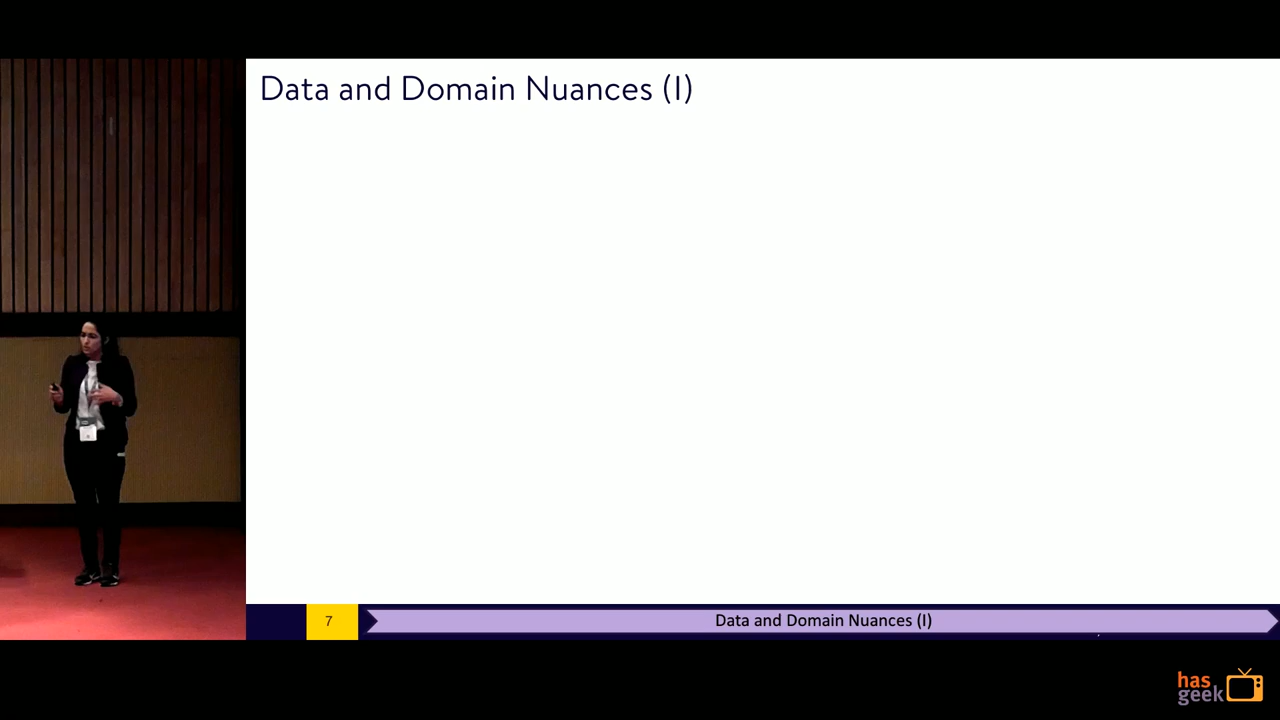 Data and Domain Nuances (I)
7
Data and Domain Nuances (I)
has
geek